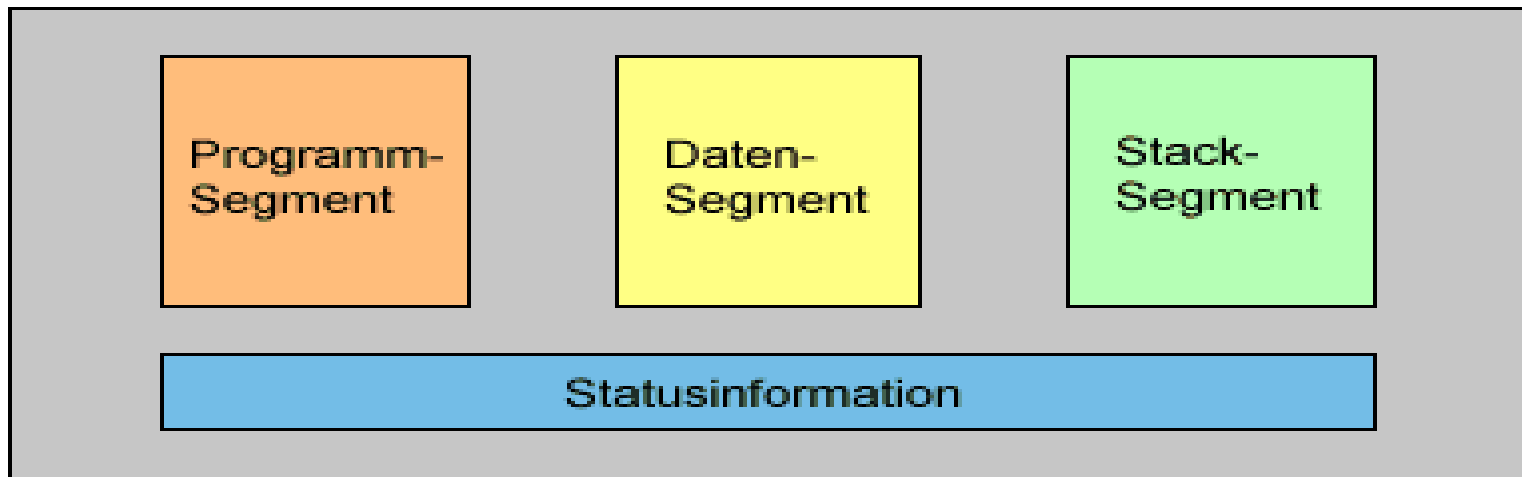 Programm-
Segment
Daten-
Segment
Stack-
Segment
Statusinformation